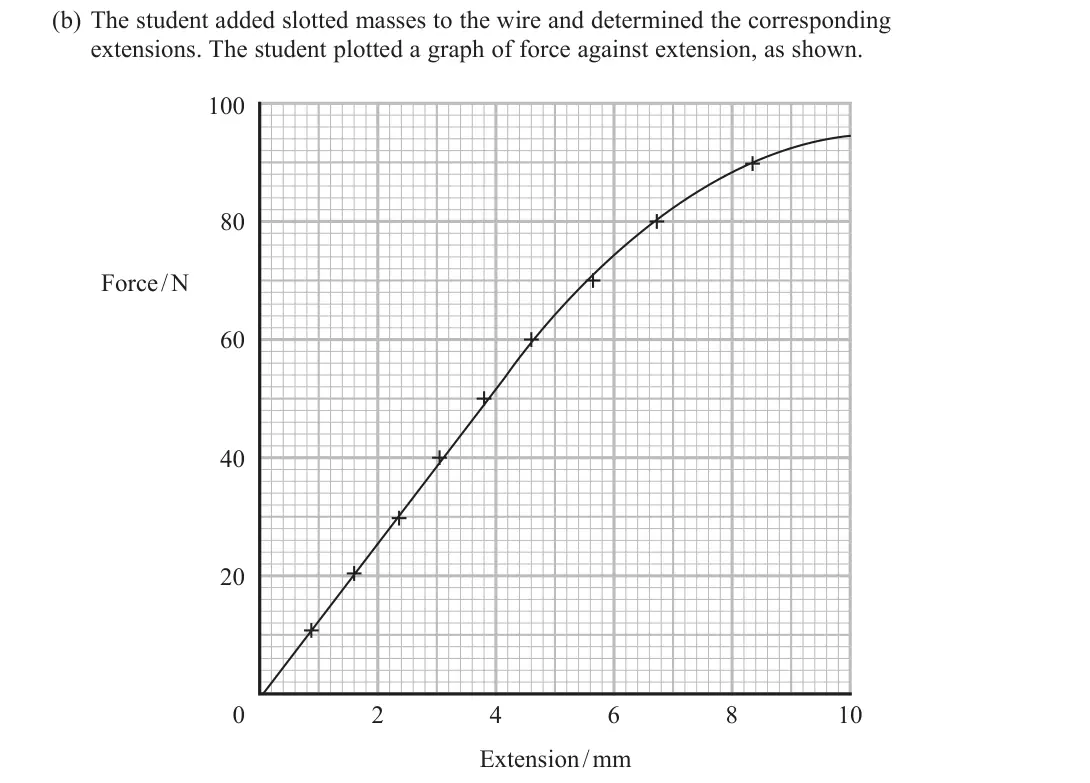 (b) The student added slotted masses to the wire and determined the corresponding
extensions. The student plotted a graph of force against extension, as shown.
100
80
Force/N
60
40
20
0 2 4 6 8 10
Extension/mm